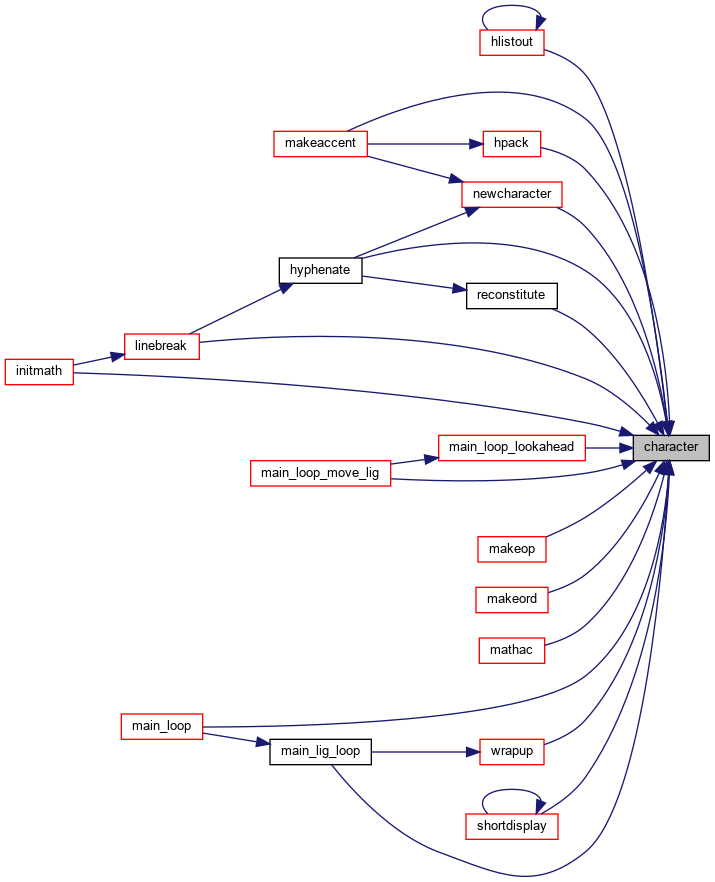 hlistout
makeaccent
hpack
newcharacter
hyphenate
reconstitute
linebreak
initmath
character
main_loop_lookahead
main_loop_move_lig
makeop
makeord
mathac
main_loop
main_lig_loop
wrapup
shortdisplay